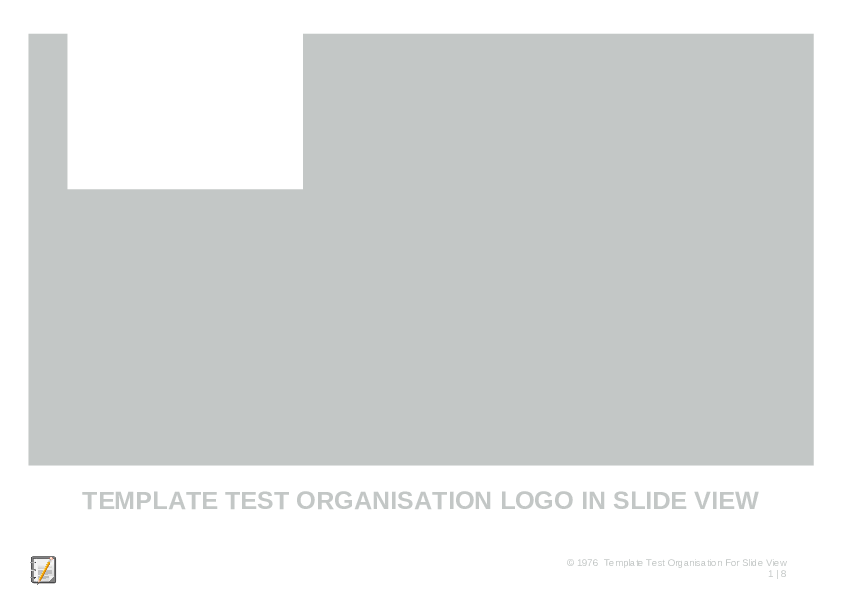 TEMPLATE TEST ORGANISATION LOGO IN SLIDE VIEW
© 1976  Template Test Organisation For Slide View
1 | 8